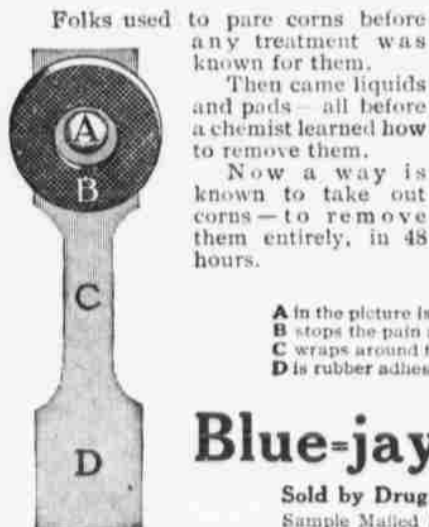 Folks used to pare corns before
any treatment was
known for them.
Then came liquids
and pads — all before
a chemist learned how
to remove them.
Now a way is
known to take out
corns — to remove
them entirely, in 48
hours.
A
B
C
D
A in the picture is
B stops the pain
C wraps around
D is rubber adhes
Blue=jay
Sold by Drug
Sample Mailed